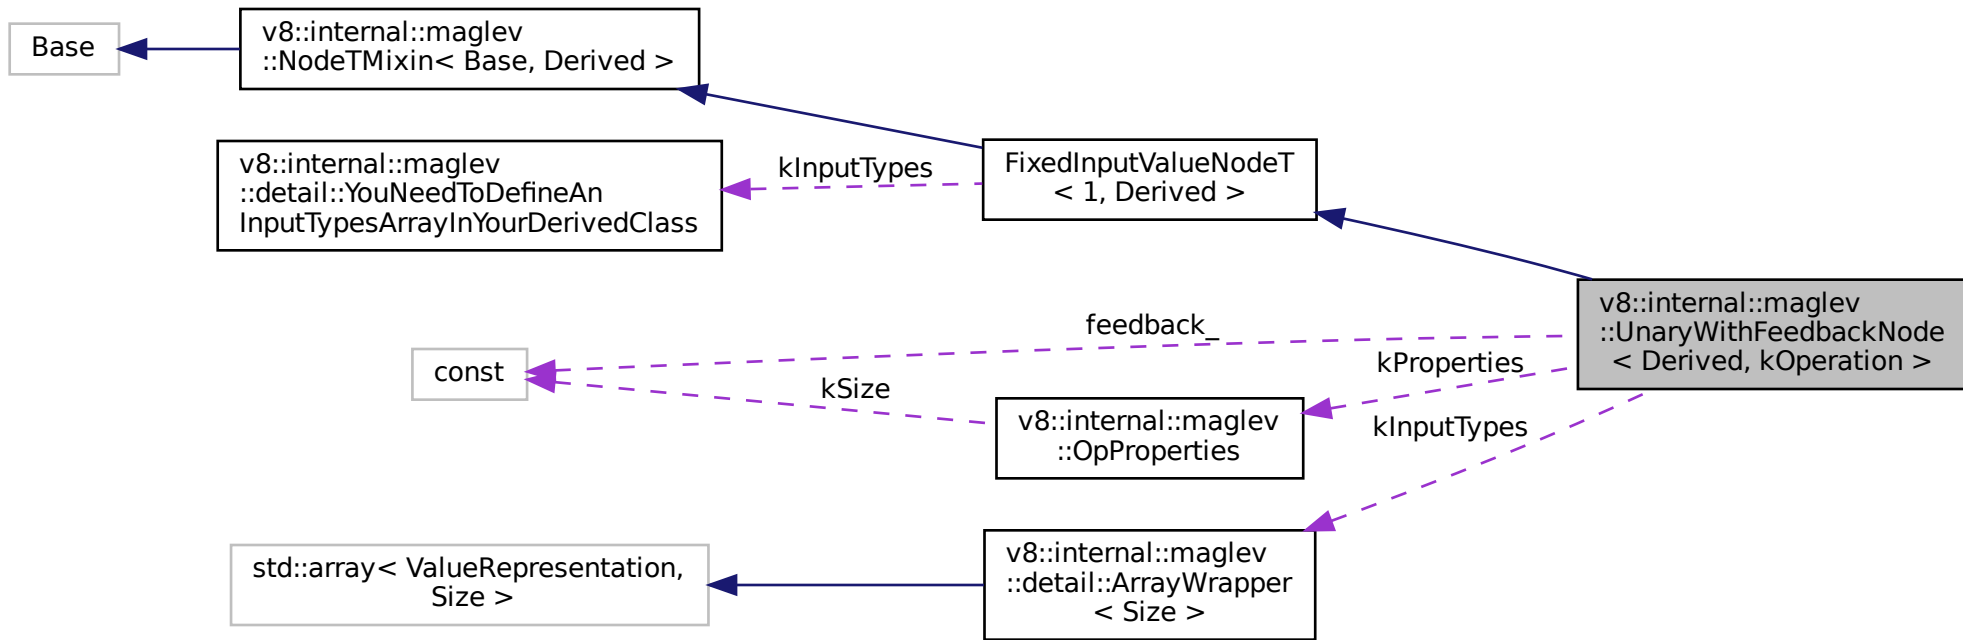 Base
v8::internal::maglev
::NodeTMixin< Base, Derived >
v8::internal::maglev
::detail::YouNeedToDefineAn
InputTypesArrayInYourDerivedClass
kInputTypes
FixedInputValueNodeT
< 1, Derived >
v8::internal::maglev
::UnaryWithFeedbackNode
< Derived, kOperation >
feedback_
const
kProperties
kSize
v8::internal::maglev
::OpProperties
kInputTypes
std::array< ValueRepresentation,
Size >
v8::internal::maglev
::detail::ArrayWrapper
< Size >